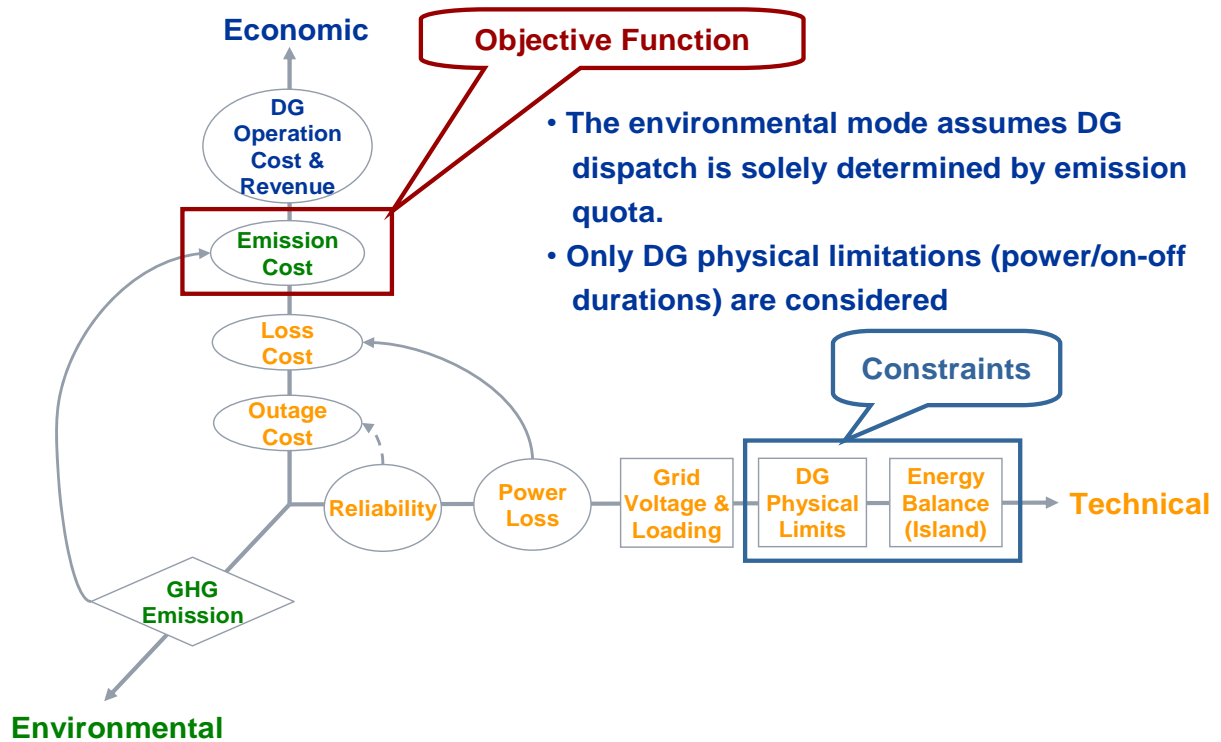 Economic
Objective Function
DG
Operation
Cost &
Revenue
• The environmental mode assumes DG
dispatch is solely determined by emission
quota.
• Only DG physical limitations (power/on-off
durations) are considered
Emission
Cost
Loss
Cost
Outage
Cost
Constraints
Reliability
Power
Loss
Grid
Voltage &
Loading
DG
Physical
Limits
Energy
Balance
(Island)
Technical
GHG
Emission
Environmental